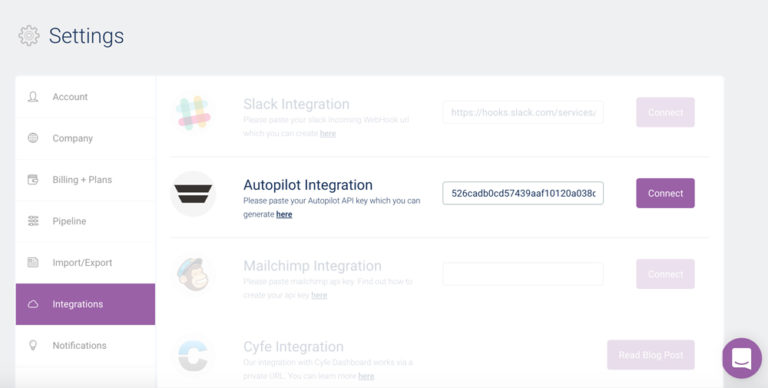 Settings
Account
Company
Billing + Plans
Pipeline
Import/Export
Integrations
Notifications
Slack Integration
Please paste your slack Incoming WebHook url
which you can create here
https://hooks.slack.com/services/
Connect
Autopilot Integration
Please paste your Autopilot API key which you can
generate here
526cadb0cd57439aaf10120a038c
Connect
Mailchimp Integration
Please paste mailchimp api key. Find out how to
create your api key here
Connect
Cyfe Integration
Our integration with Cyfe Dashboard works via a
private URL. You can learn more here
Read Blog Post